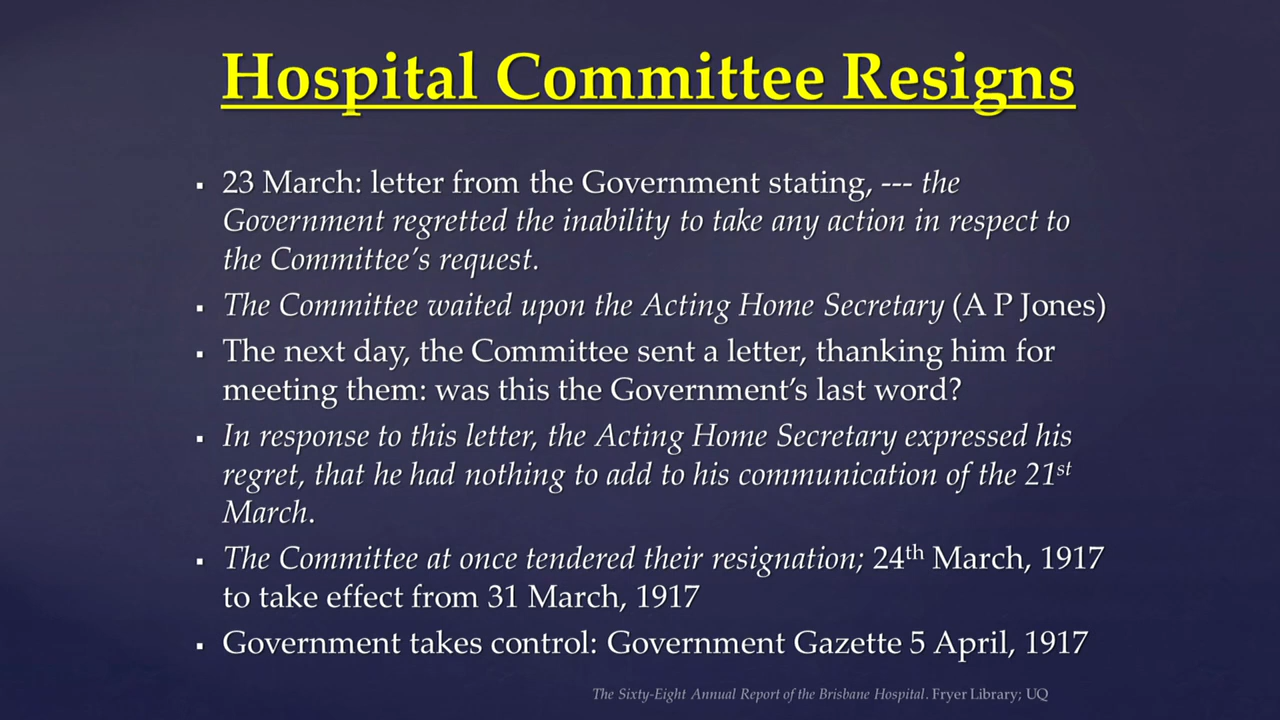 Hospital Committee Resigns
▪ 23 March: letter from the Government stating, --- the
Government regretted the inability to take any action in respect to
the Committee’s request.
▪ The Committee waited upon the Acting Home Secretary (A P Jones)
▪ The next day, the Committee sent a letter, thanking him for
meeting them: was this the Government’s last word?
▪ In response to this letter, the Acting Home Secretary expressed his
regret, that he had nothing to add to his communication of the 21st
March.
▪ The Committee at once tendered their resignation; 24th March, 1917
to take effect from 31 March, 1917
▪ Government takes control: Government Gazette 5 April, 1917
The Sixty-Eight Annual Report of the Brisbane Hospital. Fryer Library; UQ